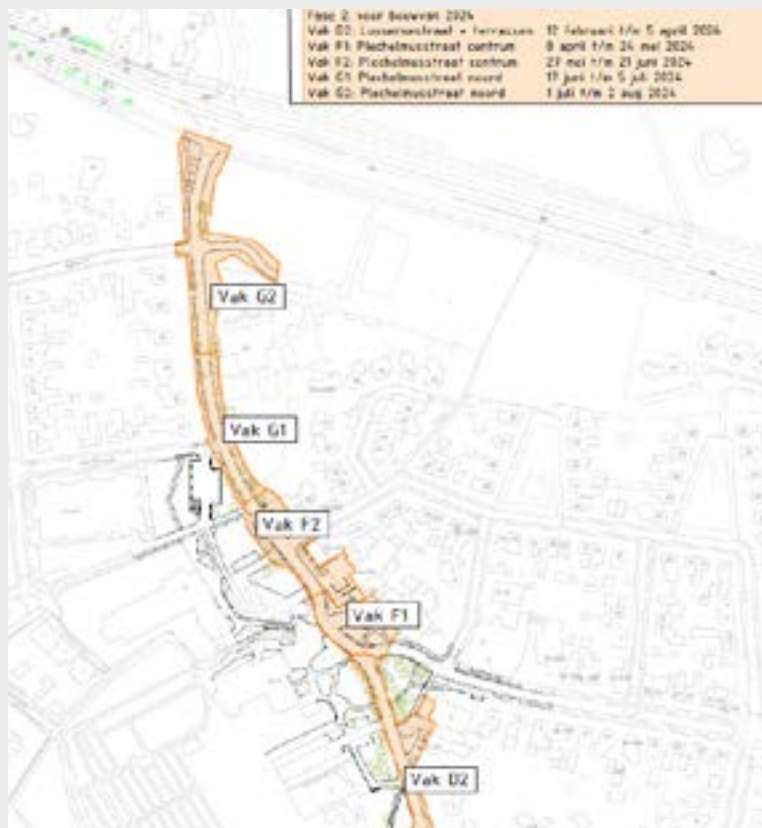 Fase 2: voor bouwvak 2024
Vak D2: Lossersestraat + terrassen 12 februari t/m 5 april 2024
Vak F1: Plechelmusstraat centrum 8 april t/m 24 mei 2024
Vak F2: Plechelmusstraat centrum 27 mei t/m 21 juni 2024
Vak G1: Plechelmusstraat noord 17 juni t/m 5 juli 2024
Vak G2: Plechelmusstraat noord 1 juli t/m 2 aug 2024
Vak G2
Vak G1
Vak F2
Vak F1
Vak D2